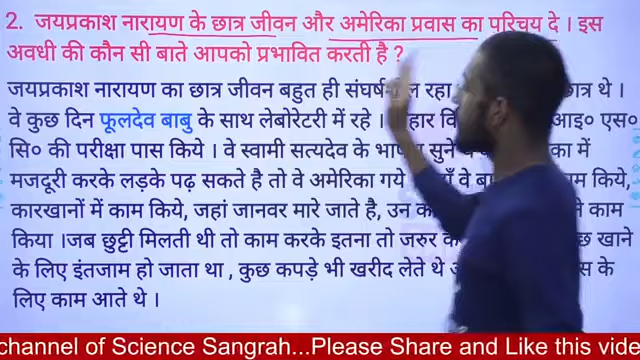 2. जयप्रकाश नारायण के छात्र जीवन और अमेरिका प्रवास का परिचय दे । इस
अवधी की कौन सी बाते आपको प्रभावित करती है ?
जयप्रकाश नारायण का छात्र जीवन बहुत ही रहा छात्र थे ।
वे कुछ दिन फूलदेव बाबु के साथ लेबोरेटरी में रहे । आइ० एस०
सि० की परीक्षा पास किये । वे स्वामी सत्यदेव के सुने में
मजदूरी करके लड़के पढ़ सकते है तो वे अमेरिका गये वे किये,
कारखानों में काम किये, जहां जानवर मारे जाते है, उन काम
किया ।जब छुट्टी मिलती थी तो काम करके इतना तो जरुर खाने
के लिए इंतजाम हो जाता था , कुछ कपड़े भी खरीद लेते थे के
लिए काम आते थे ।
channel of Science Sangrah...Please Share and Like this